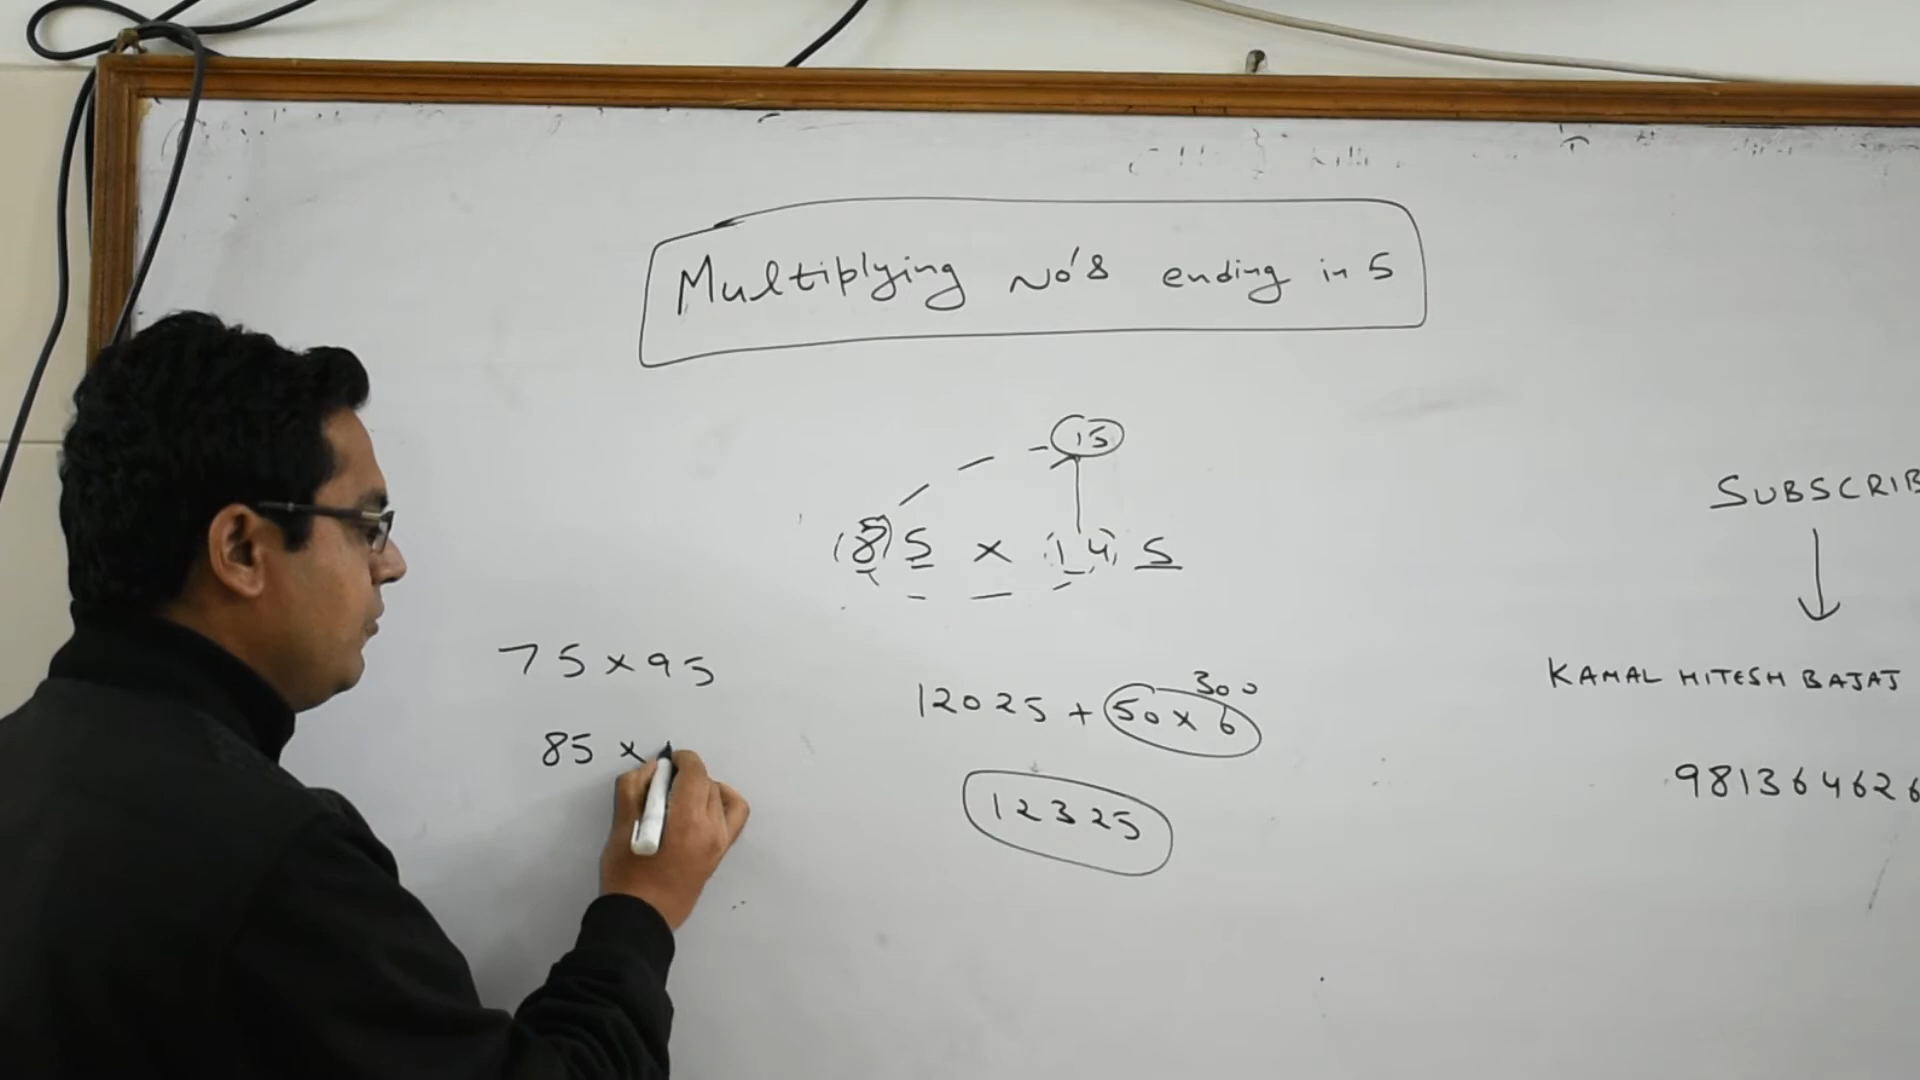 Multiplying No's ending in 5
15
85 × 145
75×95
85 ×
300
12025 + 50 × 6
12325
SUBSCRIB
KAMAL HITESH BAJAJ
981364626